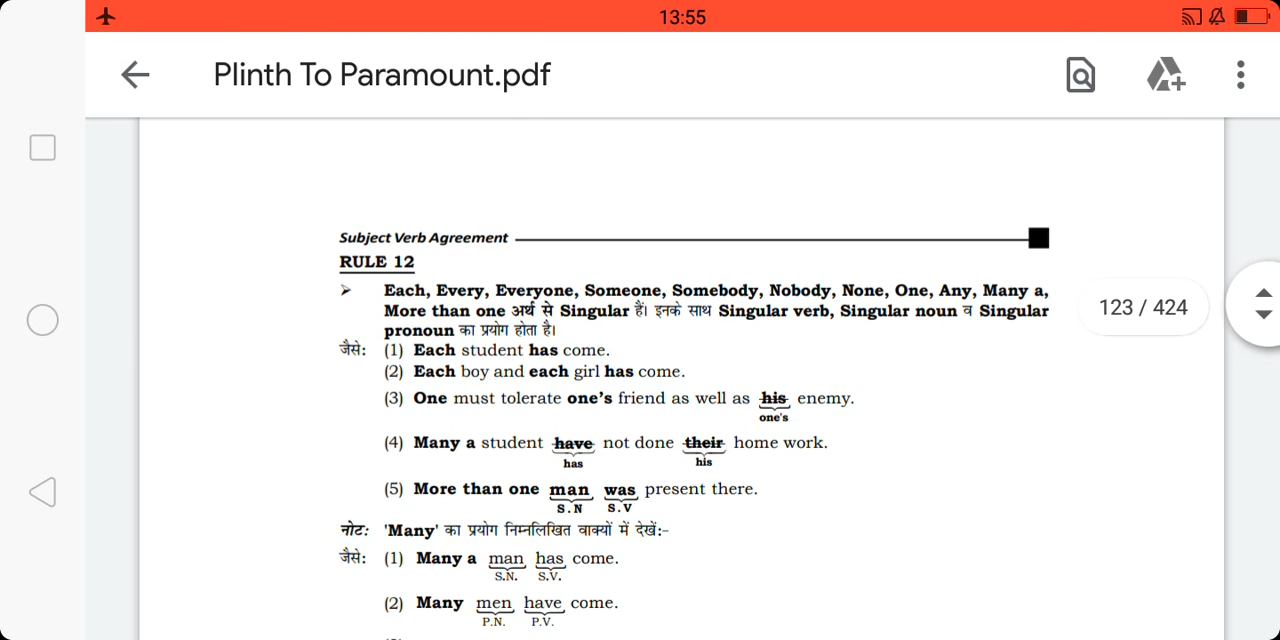 13:55
Plinth To Paramount.pdf
Subject Verb Agreement
RULE 12
➢ Each, Every, Everyone, Someone, Somebody, Nobody, None, One, Any, Many a,
More than one अर्थ से Singular हैं। इनके साथ Singular verb, Singular noun व Singular
pronoun का प्रयोग होता है।
123 / 424
जैसे: (1) Each student has come.
(2) Each boy and each girl has come.
(3) One must tolerate one's friend as well as his enemy.
one's
(4) Many a student have not done their home work.
has his
(5) More than one man was present there.
S.N S.V
नोट: 'Many' का प्रयोग निम्नलिखित वाक्यों में देखें:-
जैसे: (1) Many a man has come.
S.N. S.V.
(2) Many men have come.
P.N. P.V.